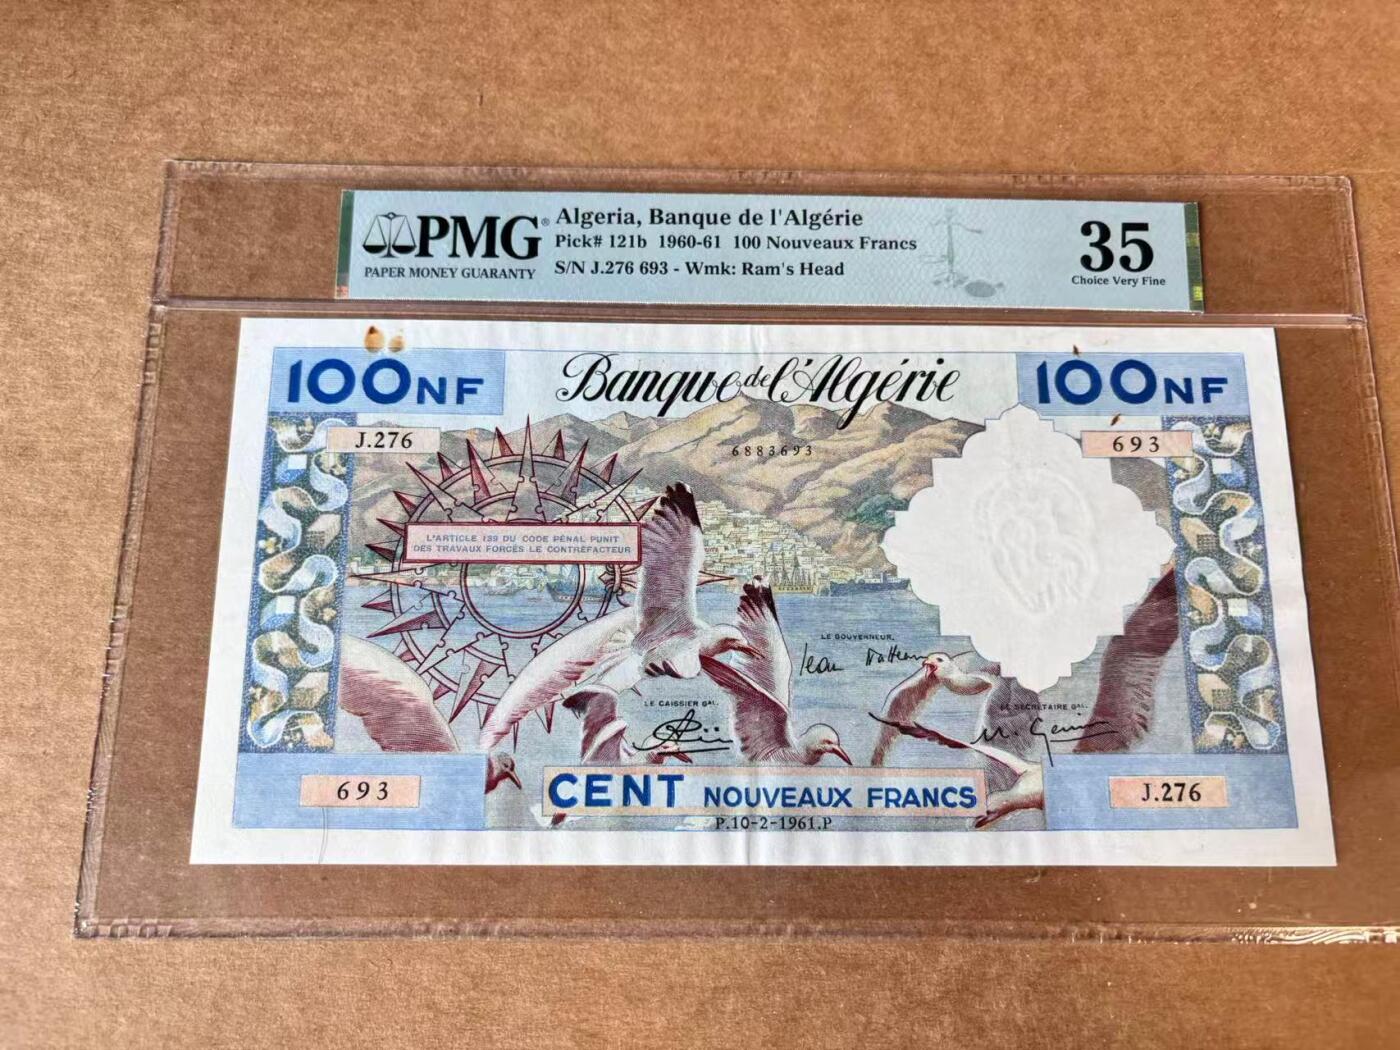 PMG®
PAPER MONEY GUARANTY
Algeria, Banque de l'Algérie
Pick# 121b 1960-61 100 Nouveaux Francs
S/N J.276 693 - Wmk: Ram's Head
35
Choice Very Fine
100NF
Banque de l'Algérie
100NF
J.276
6883693
693
L'ARTICLE 139 DU CODE PÉNAL PUNIT
DES TRAVAUX FORCÉS LE CONTREFACTEUR
LE GOUVERNEUR,
LE CAISSIER GAL.
LE SECRÉTAIRE GAL.
693
CENT NOUVEAUX FRANCS
J.276
P.10-2-1961.P